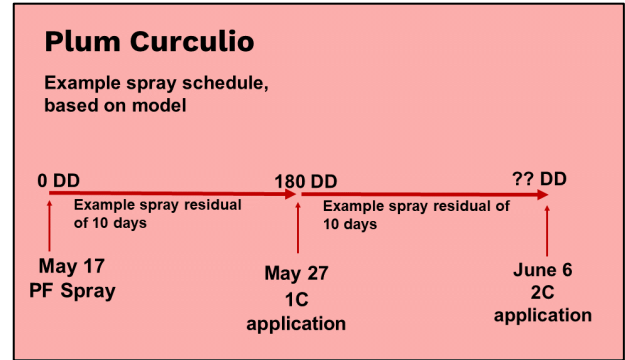 Plum Curculio
Example spray schedule,
based on model
0 DD
180 DD
?? DD
Example spray residual
of 10 days
Example spray residual of
10 days
May 17
PF Spray
May 27
1C
application
June 6
2C
application